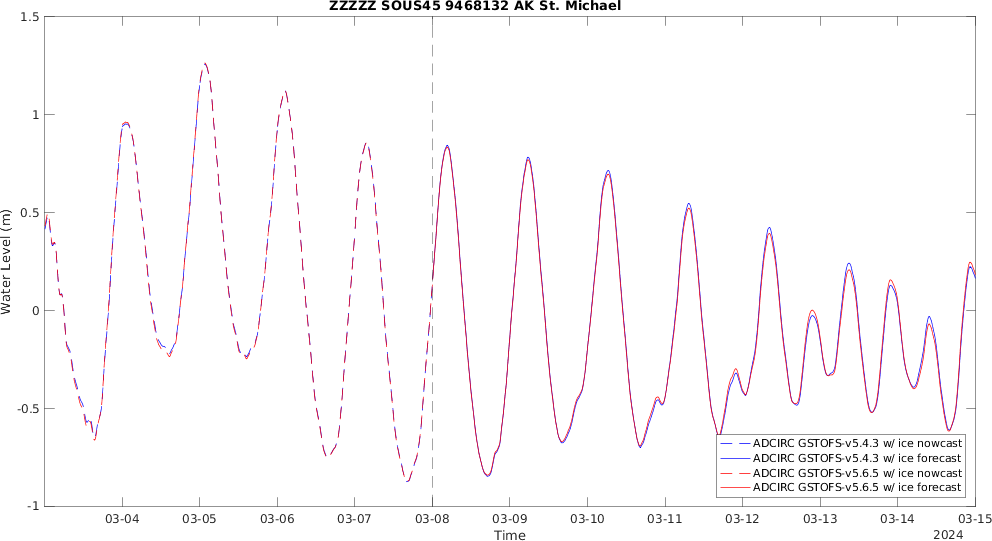 ZZZZZ SOUS45 9468132 AK St. Michael
Water Level (m)
1.5
1
0.5
0
-0.5
-1
ADCIRC GSTOFS-v5.4.3 w/ ice nowcast
ADCIRC GSTOFS-v5.4.3 w/ ice forecast
ADCIRC GSTOFS-v5.6.5 w/ ice nowcast
ADCIRC GSTOFS-v5.6.5 w/ ice forecast
03-04 03-05 03-06 03-07 03-08 03-09 03-10 03-11 03-12 03-13 03-14 03-15
Time
2024